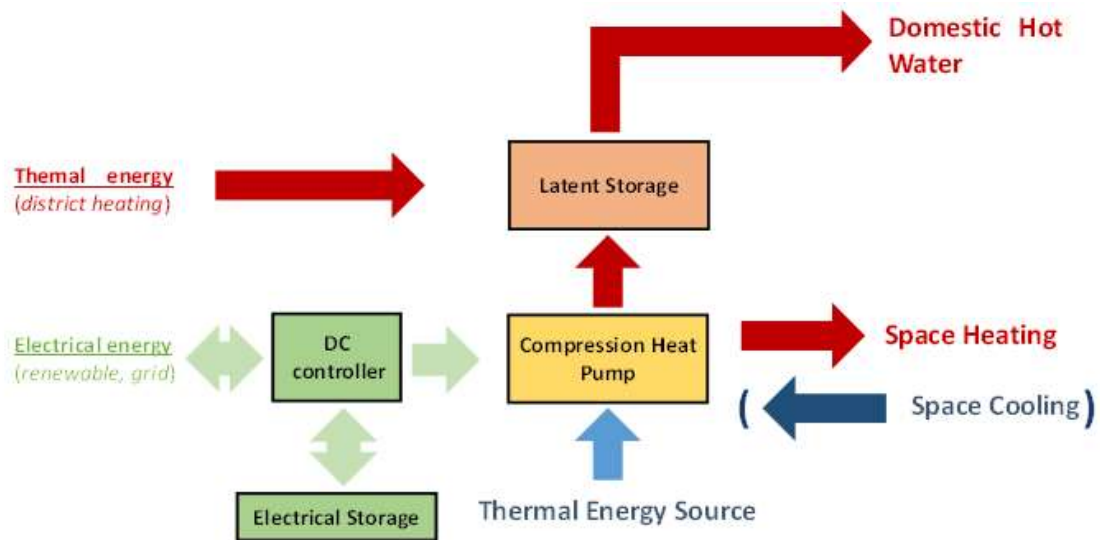 Domestic Hot
Water
Themal energy
(district heating)
Latent Storage
Electrical energy
(renewable, grid)
DC
controller
Compression Heat
Pump
Space Heating
( Space Cooling)
Electrical Storage
Thermal Energy Source